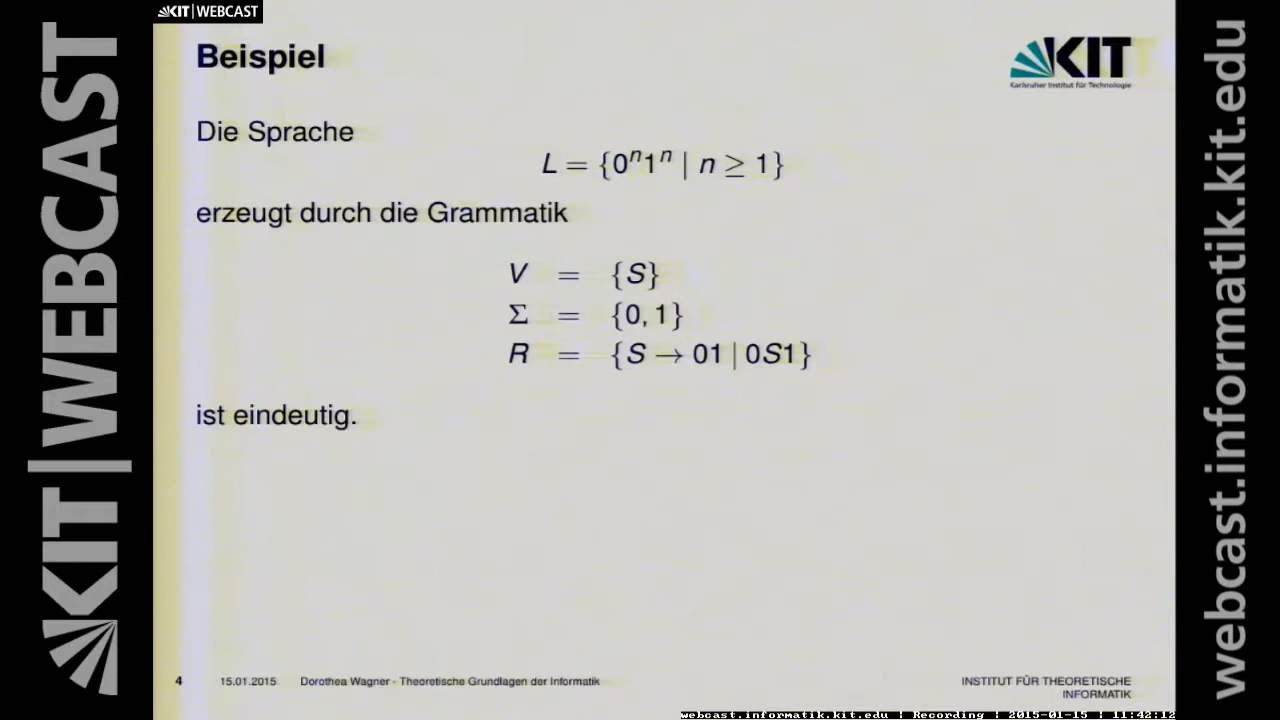 KIT|WEBCAST
KIT|WEBCAST
Beispiel
KIT
Karlsruher Institut für Technologie
Die Sprache
L = {0ⁿ1ⁿ | n ≥ 1}
erzeugt durch die Grammatik
V = {S}
Σ = {0, 1}
R = {S → 01 | 0S1}
ist eindeutig.
4 15.01.2015 Dorothea Wagner - Theoretische Grundlagen der Informatik
INSTITUT FÜR THEORETISCHE
INFORMATIK
webcast.informatik.kit.edu | Recording | 2015-01-15 | 11:42:12
webcast.informatik.kit.edu